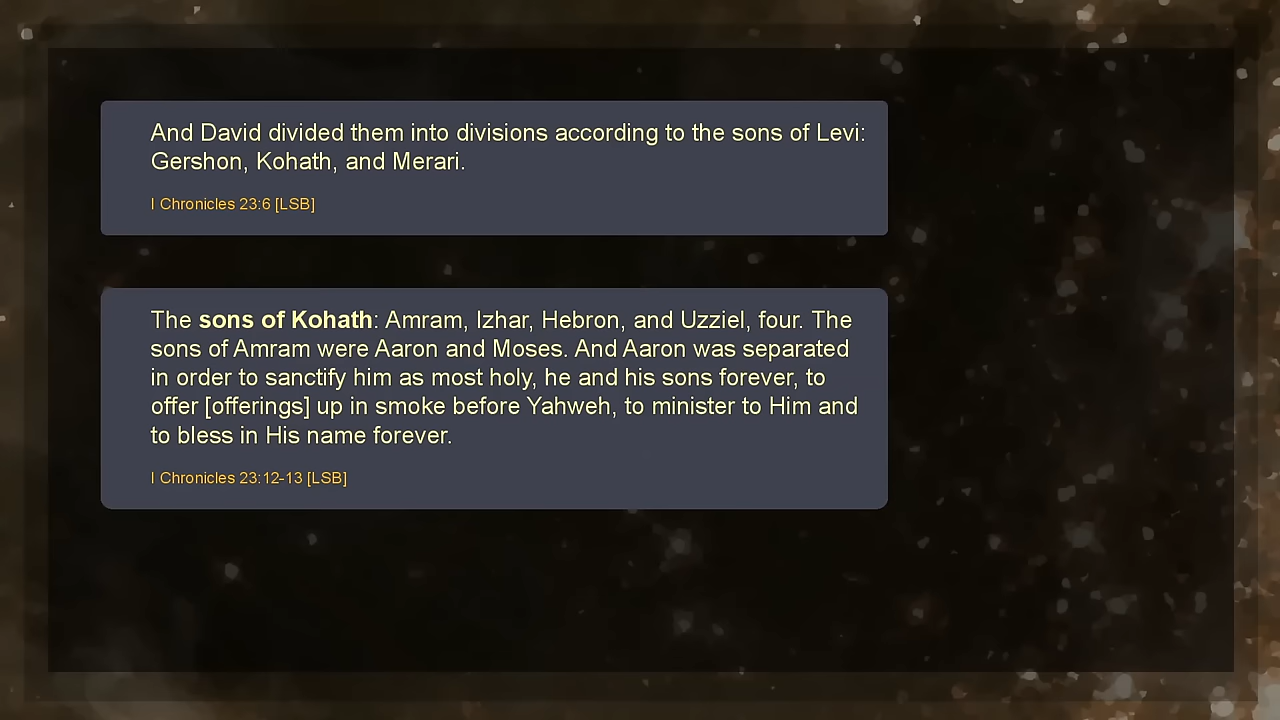 And David divided them into divisions according to the sons of Levi:
Gershon, Kohath, and Merari.
I Chronicles 23:6 [LSB]
The sons of Kohath: Amram, Izhar, Hebron, and Uzziel, four. The
sons of Amram were Aaron and Moses. And Aaron was separated
in order to sanctify him as most holy, he and his sons forever, to
offer [offerings] up in smoke before Yahweh, to minister to Him and
to bless in His name forever.
I Chronicles 23:12-13 [LSB]